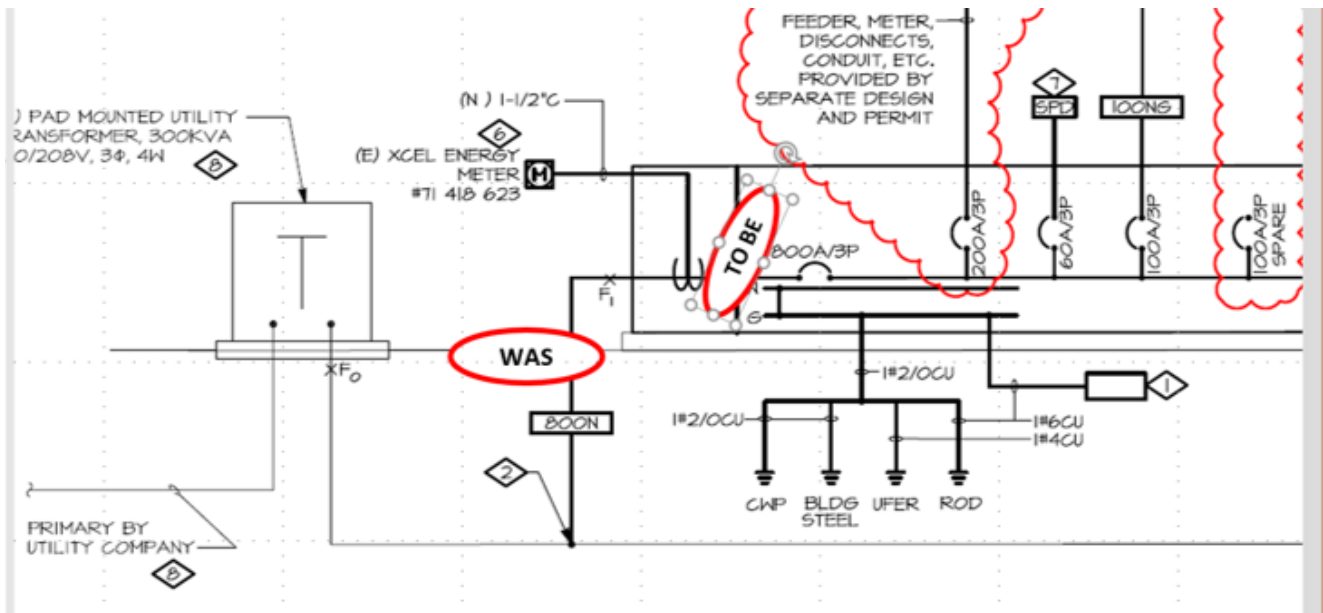 FEEDER, METER,
DISCONNECTS,
CONDUIT, ETC.
PROVIDED BY
SEPARATE DESIGN
AND PERMIT
7
SPD
100NG
(N ) 1-1/2"C
6
(E) XCEL ENERGY
METER
#71 418 623
M
) PAD MOUNTED UTILITY
RANSFORMER, 300KVA
0/208V, 3Φ, 4W
8
TO BE
800A/3P
200A/3P
60A/3P
100A/3P
100A/3P
SPARE
X
F1
G
WAS
XF0
800N
1#2/0CU
1
1#2/0CU
1#6CU
1#4CU
2
CWP
BLDG
STEEL
UFER
ROD
PRIMARY BY
UTILITY COMPANY
8